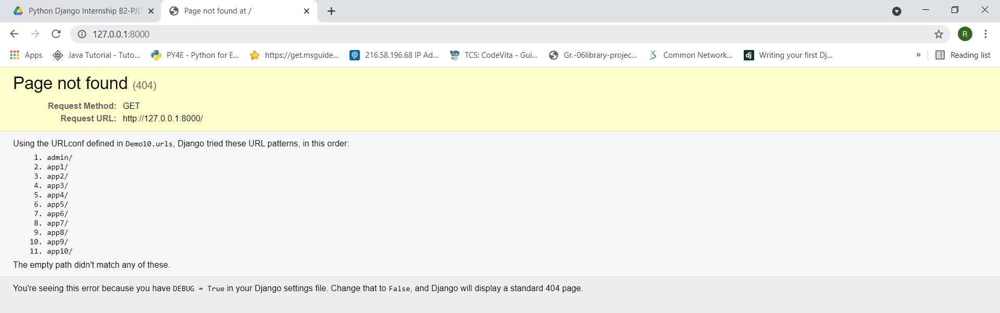 Python Django Internship B2-PJD
Page not found at /
127.0.0.1:8000
R
Apps
Java Tutorial - Tuto...
PY4E - Python for E...
https://get.msguide...
216.58.196.68 IP Ad...
TCS: CodeVita - Gui...
Gr.-06library-projec...
Common Network...
dj
Writing your first Dj...
»
Reading list
Page not found (404)
Request Method: GET
Request URL: http://127.0.0.1:8000/
Using the URLconf defined in Demo10.urls, Django tried these URL patterns, in this order:
1. admin/
2. app1/
3. app2/
4. app3/
5. app4/
6. app5/
7. app6/
8. app7/
9. app8/
10. app9/
11. app10/
The empty path didn't match any of these.
You're seeing this error because you have DEBUG = True in your Django settings file. Change that to False, and Django will display a standard 404 page.